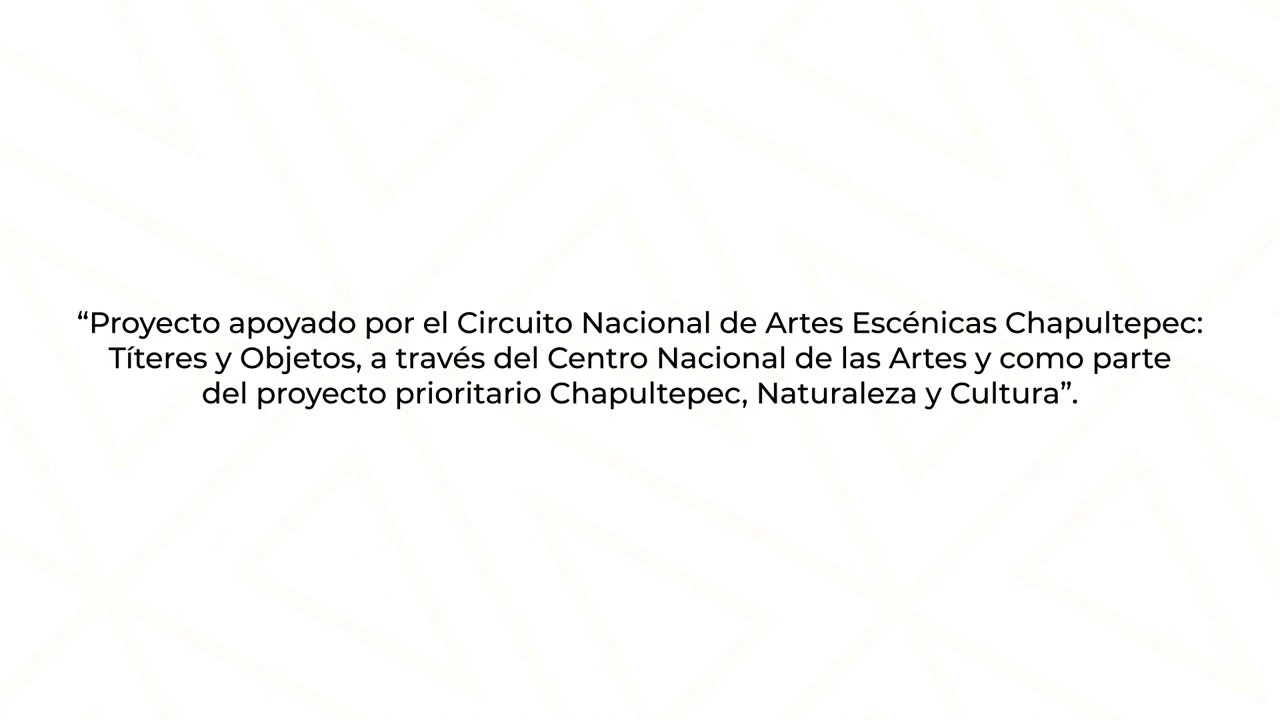 “Proyecto apoyado por el Circuito Nacional de Artes Escénicas Chapultepec:
Títeres y Objetos, a través del Centro Nacional de las Artes y como parte
del proyecto prioritario Chapultepec, Naturaleza y Cultura”.